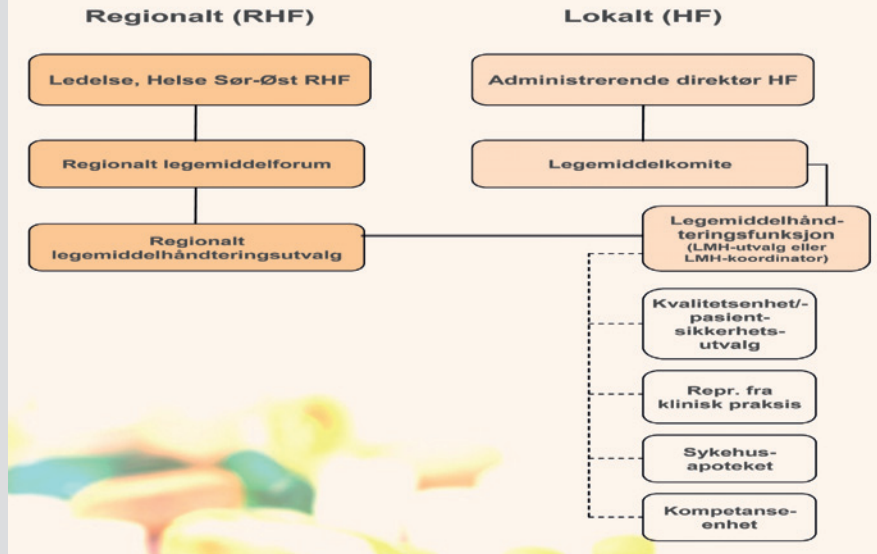 Regionalt (RHF)
Ledelse, Helse Sør-Øst RHF
Regionalt legemiddelforum
Regionalt
legemiddelhåndteringsutvalg
Lokalt (HF)
Administrerende direktør HF
Legemiddelkomite
Legemiddelhånd-
teringsfunksjon
(LMH-utvalg eller
LMH-koordinator)
Kvalitetsenhet/-
pasient-
sikkerhets-
utvalg
Repr. fra
klinisk praksis
Sykehus-
apoteket
Kompetanse-
enhet